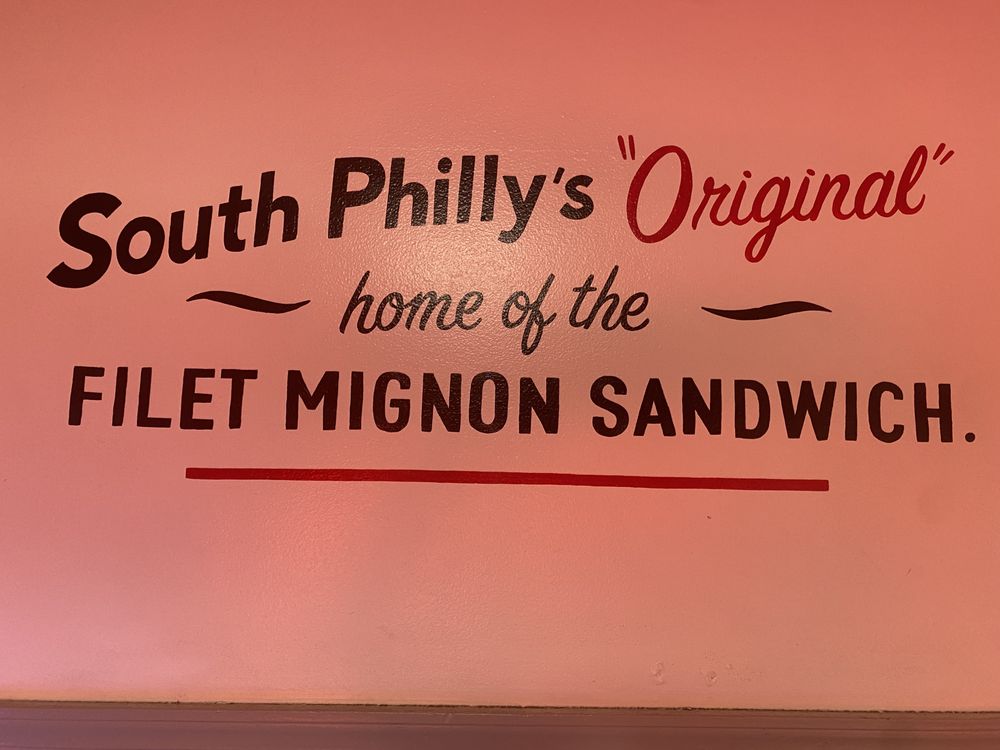 South Philly's "Original"
home of the
FILET MIGNON SANDWICH.